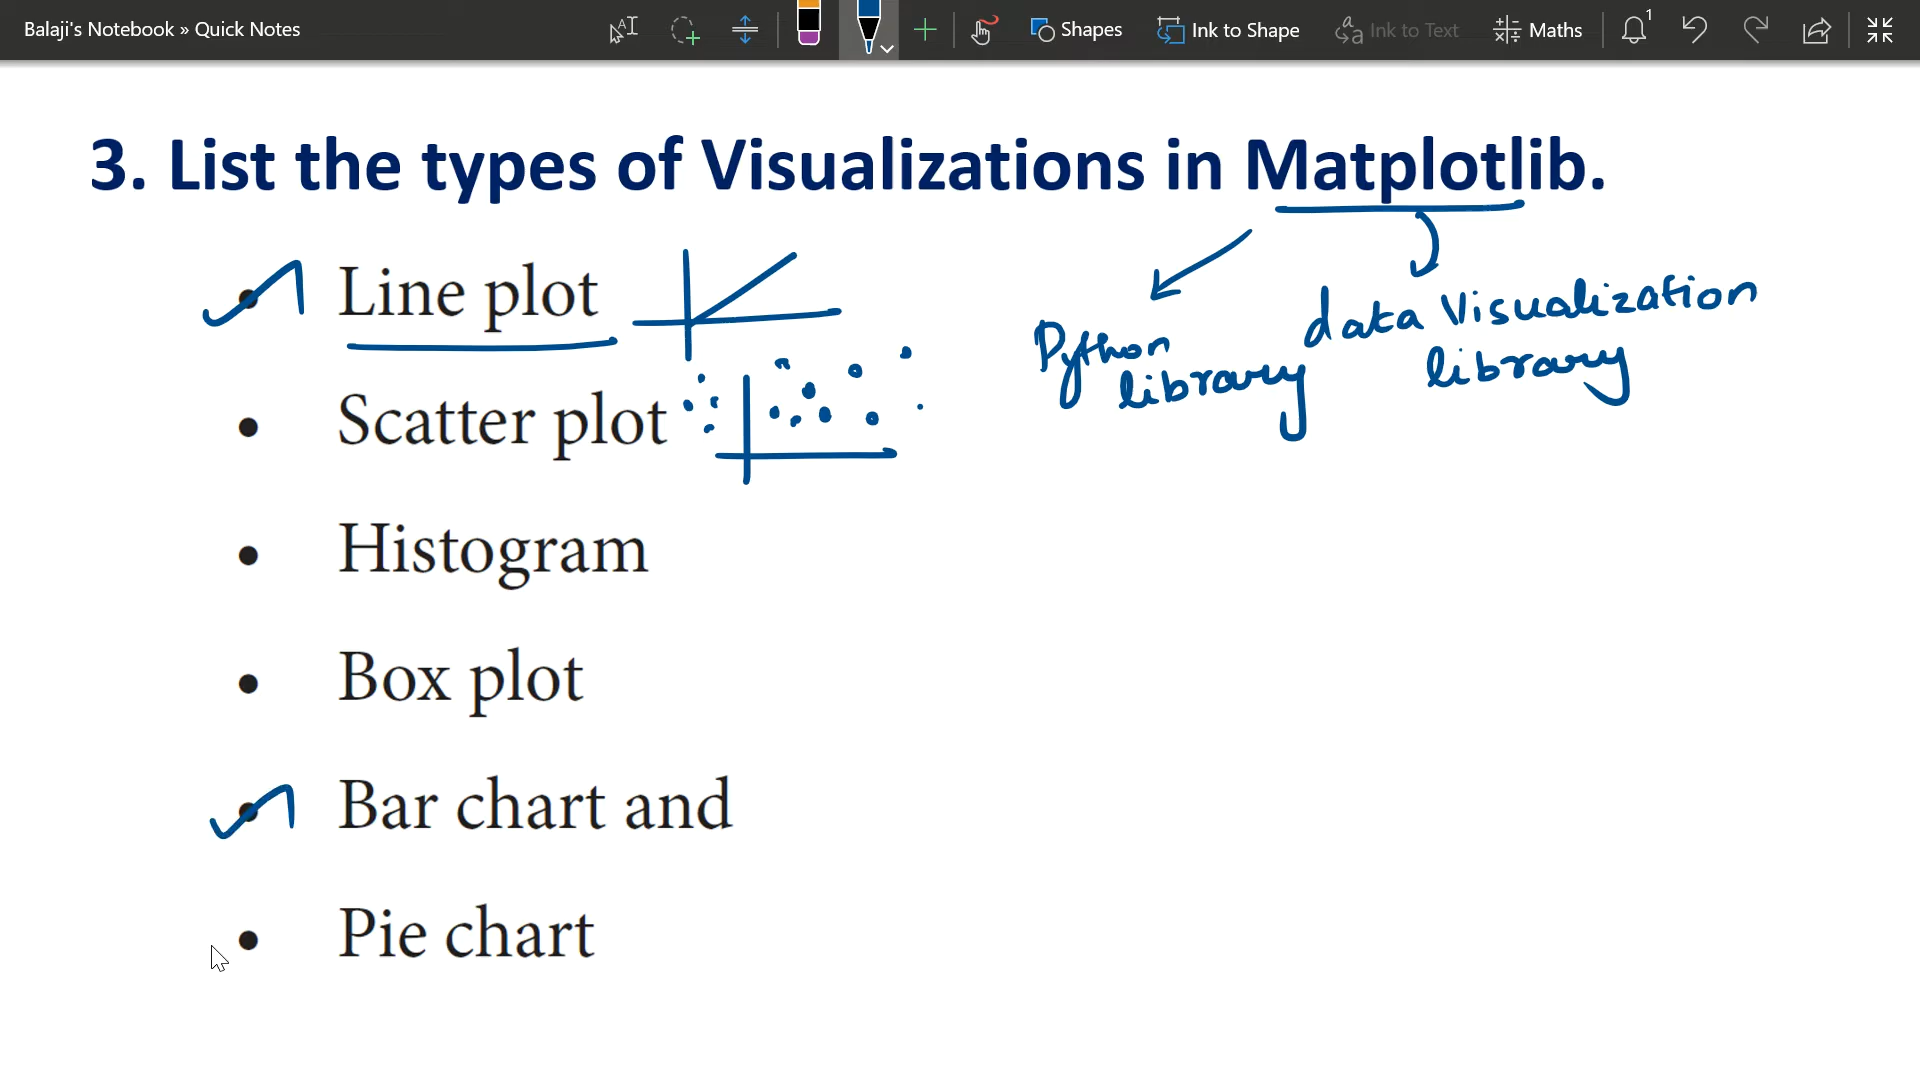 Balaji's Notebook » Quick Notes
Shapes
Ink to Shape
Ink to Text
Maths
1
3. List the types of Visualizations in Matplotlib.
• Line plot
• Scatter plot
• Histogram
• Box plot
• Bar chart and
• Pie chart
Python
library
data Visualization
library